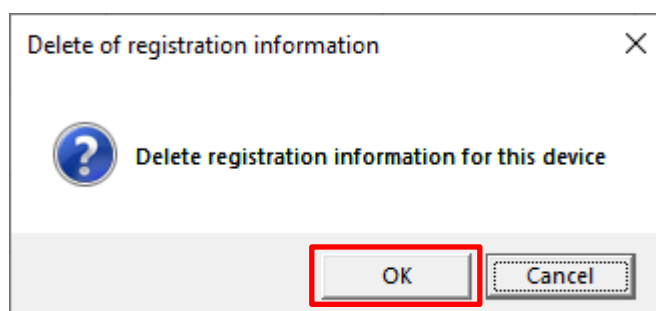 Delete of registration information
Delete registration information for this device
OK
Cancel